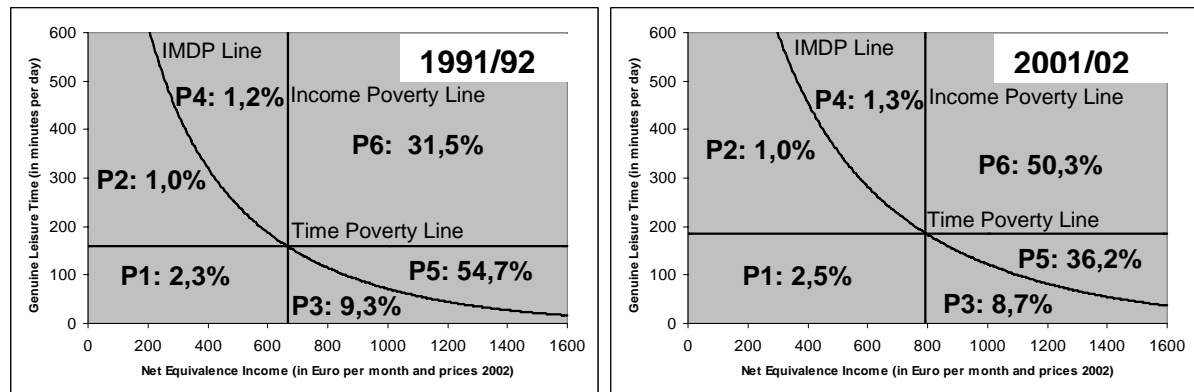 600
500
400
300
200
100
0
Genuine Leisure Time (in minutes per day)
IMDP Line
1991/92
P4: 1,2%
Income Poverty Line
P6: 31,5%
P2: 1,0%
Time Poverty Line
P1: 2,3%
P5: 54,7%
P3: 9,3%
0 200 400 600 800 1000 1200 1400 1600
Net Equivalence Income (in Euro per month and prices 2002)
600
500
400
300
200
100
0
Genuine Leisure Time (in minutes per day)
IMDP Line
2001/02
P4: 1,3%
Income Poverty Line
P2: 1,0%
P6: 50,3%
Time Poverty Line
P1: 2,5%
P5: 36,2%
P3: 8,7%
0 200 400 600 800 1000 1200 1400 1600
Net Equivalence Income (in Euro per month and prices 2002)